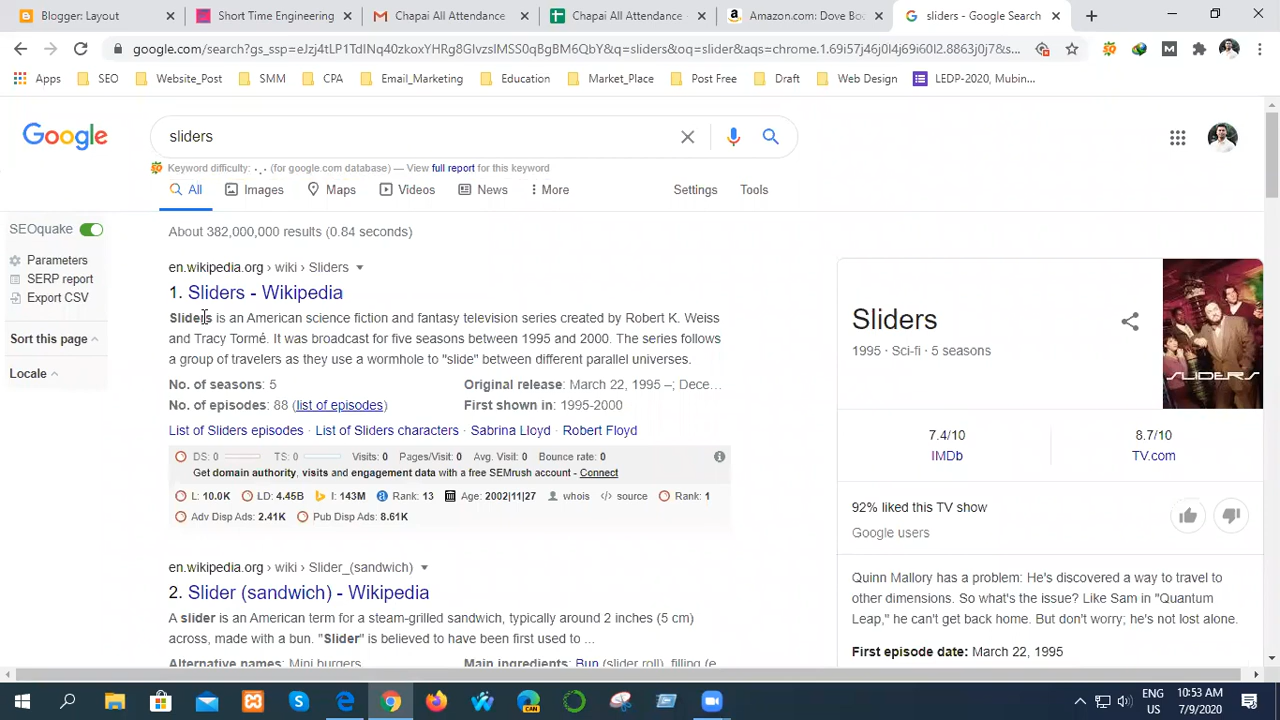 Blogger: Layout
Short Time Engineering
Chapai All Attendance
Chapai All Attendance
Amazon.com: Dove Bou
sliders - Google Search
google.com/search?gs_ssp=eJzj4tLP1TdINq40zkoxYHRg8GIvzslMSS0qBgBM6QbY&q=sliders&oq=slider&aqs=chrome.1.69i57j46j0l4j69i60l2.8863j0j7&s...
Apps
SEO
Website_Post
SMM
CPA
Email_Marketing
Education
Market_Place
Post Free
Draft
Web Design
LEDP-2020, Mubin...
Google
sliders
Keyword difficulty: . . (for google.com database) — View full report for this keyword
All
Images
Maps
Videos
News
More
Settings
Tools
SEOquake
Parameters
SERP report
Export CSV
Sort this page
Locale
About 382,000,000 results (0.84 seconds)
en.wikipedia.org › wiki › Sliders
1. Sliders - Wikipedia
Sliders is an American science fiction and fantasy television series created by Robert K. Weiss
and Tracy Tormé. It was broadcast for five seasons between 1995 and 2000. The series follows
a group of travelers as they use a wormhole to "slide" between different parallel universes.
No. of seasons: 5
Original release: March 22, 1995 –; Dece...
No. of episodes: 88 (list of episodes)
First shown in: 1995-2000
List of Sliders episodes · List of Sliders characters · Sabrina Lloyd · Robert Floyd
DS: TS: Visits: 0 Pages/Visit: 0 Avg. Visit: 0 Bounce rate: 0
Get domain authority, visits and engagement data with a free SEMrush account - Connect
L: 10.0K LD: 4.45B I: 143M Rank: 13 Age: 2002|11|27 whois source Rank: 1
Adv Disp Ads: 2.41K Pub Disp Ads: 8.61K
en.wikipedia.org › wiki › Slider_(sandwich)
2. Slider (sandwich) - Wikipedia
A slider is an American term for a steam-grilled sandwich, typically around 2 inches (5 cm)
across, made with a bun. "Slider" is believed to have been first used to ...
Alternative names: Mini burgers
Main ingredients: Bun (slider roll), filling (e
Sliders
1995 · Sci-fi · 5 seasons
SLIDERS
7.4/10
IMDb
8.7/10
TV.com
92% liked this TV show
Google users
Quinn Mallory has a problem: He's discovered a way to travel to
other dimensions. So what's the issue? Like Sam in "Quantum
Leap," he can't get back home. But don't worry; he's not lost alone.
First episode date: March 22, 1995
CAN
ENG
US
10:53 AM
7/9/2020